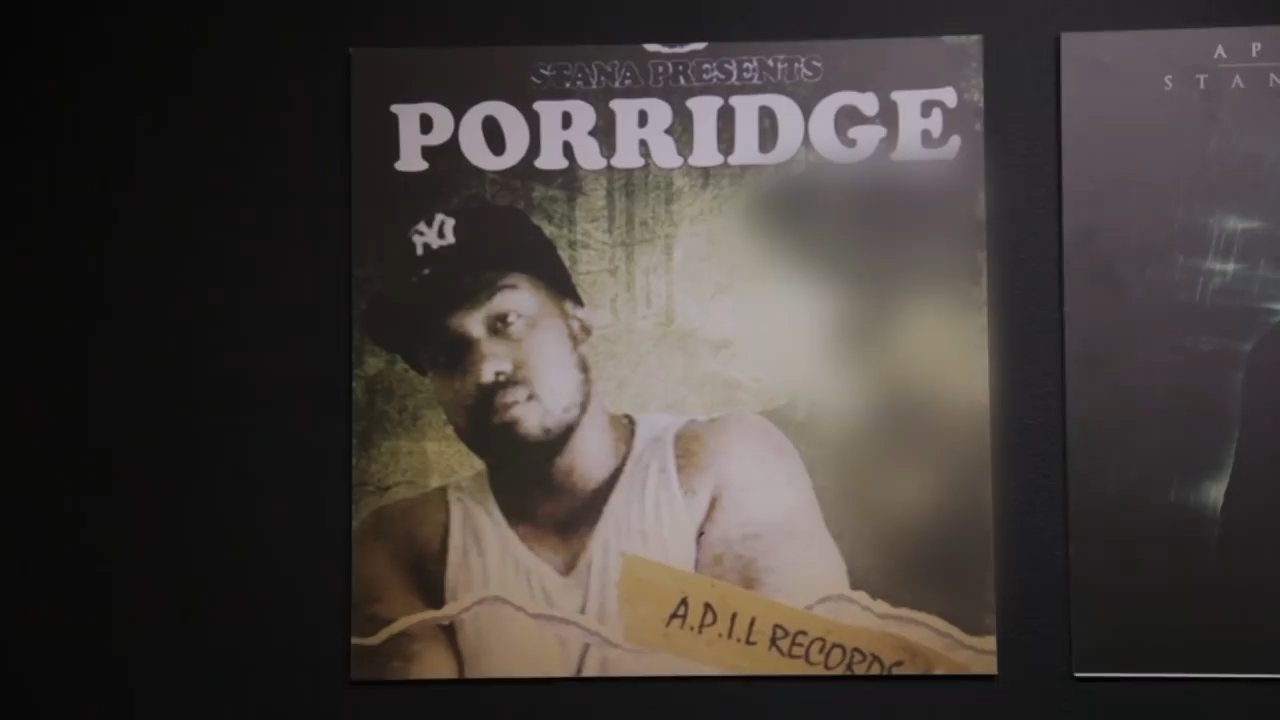 STANA PRESENTS
PORRIDGE
NY
A.P.I.L RECORDS
A P
S T A N